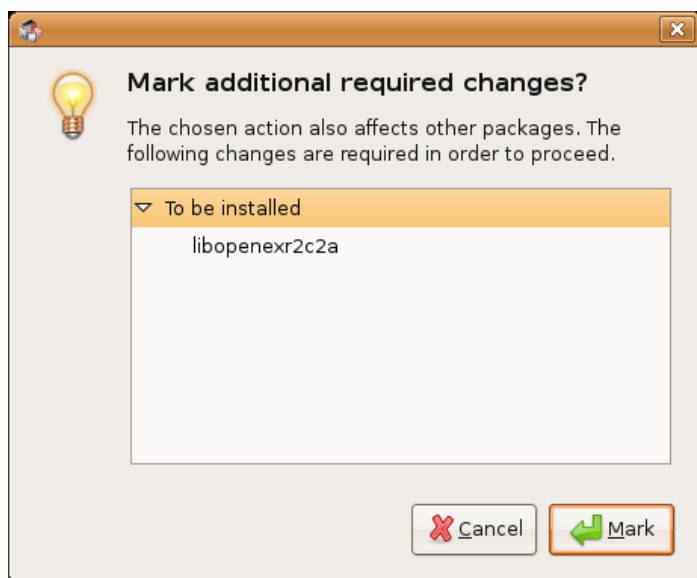 Mark additional required changes?
The chosen action also affects other packages. The
following changes are required in order to proceed.
To be installed
libopenexr2c2a
Cancel
Mark